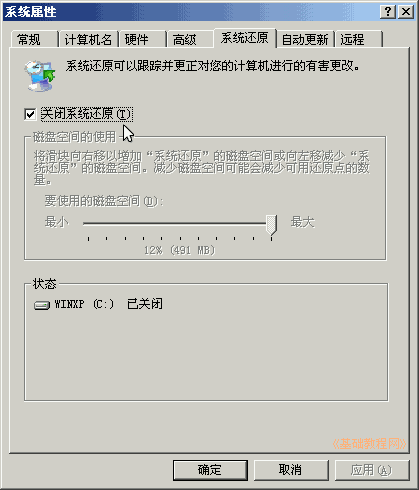 系统属性
常规 计算机名 硬件 高级 系统还原 自动更新 远程
系统还原可以跟踪并更正对您的计算机进行的有害更改。
关闭系统还原(T)
磁盘空间的使用
将滑块向右移以增加“系统还原”的磁盘空间或向左移减少“系
统还原”的磁盘空间。减少磁盘空间可能会减少可用还原点的数
量。
要使用的磁盘空间(D):
最小 最大
12% (491 MB)
状态
WINXP (C:) 已关闭
《基础教程网》
确定 取消 应用(A)